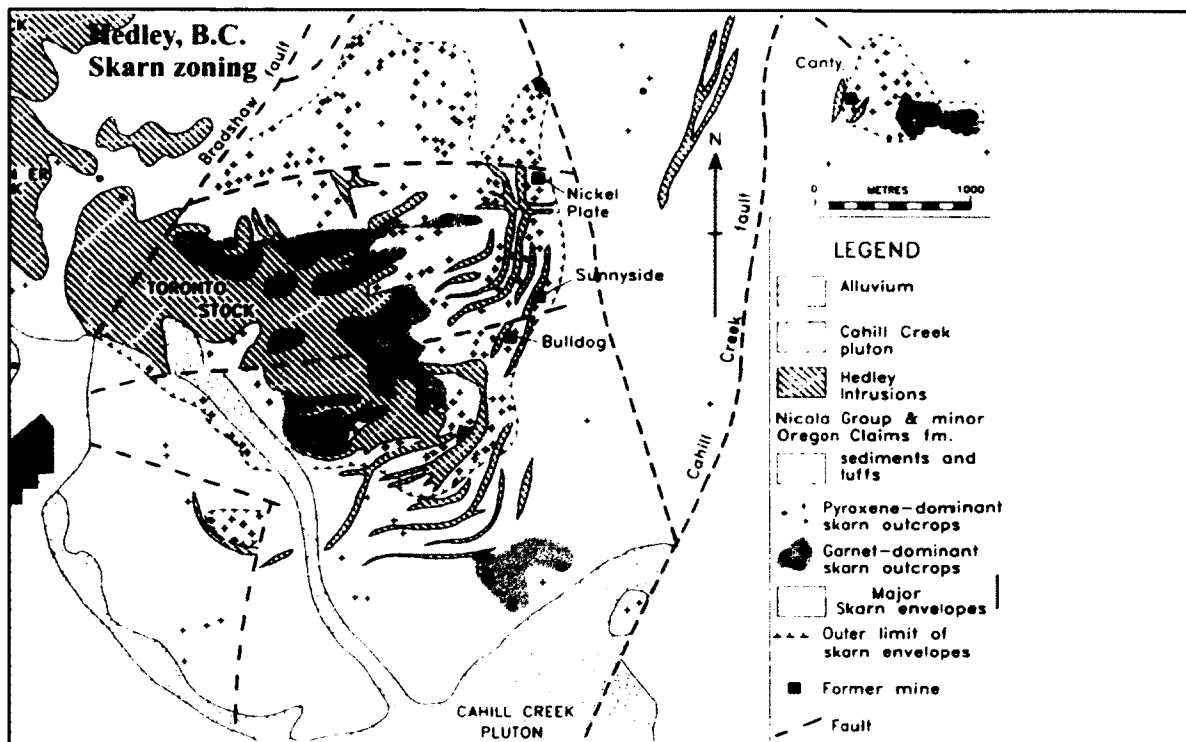 Hedley, B.C.
Skarn zoning
Bradshaw fault
TORONTO
STOCK
Nickel
Plate
Sunnyside
Bulldog
Cahill Creek fault
CAHILL CREEK
PLUTON
Canty
N
0 METRES 1000
LEGEND
Alluvium
Cahill Creek
pluton
Hedley
Intrusions
Nicola Group & minor
Oregon Claims fm.
sediments and
tuffs
Pyroxene-dominant
skarn outcrops
Garnet-dominant
skarn outcrops
Major
Skarn envelopes
Outer limit of
skarn envelopes
Former mine
Fault